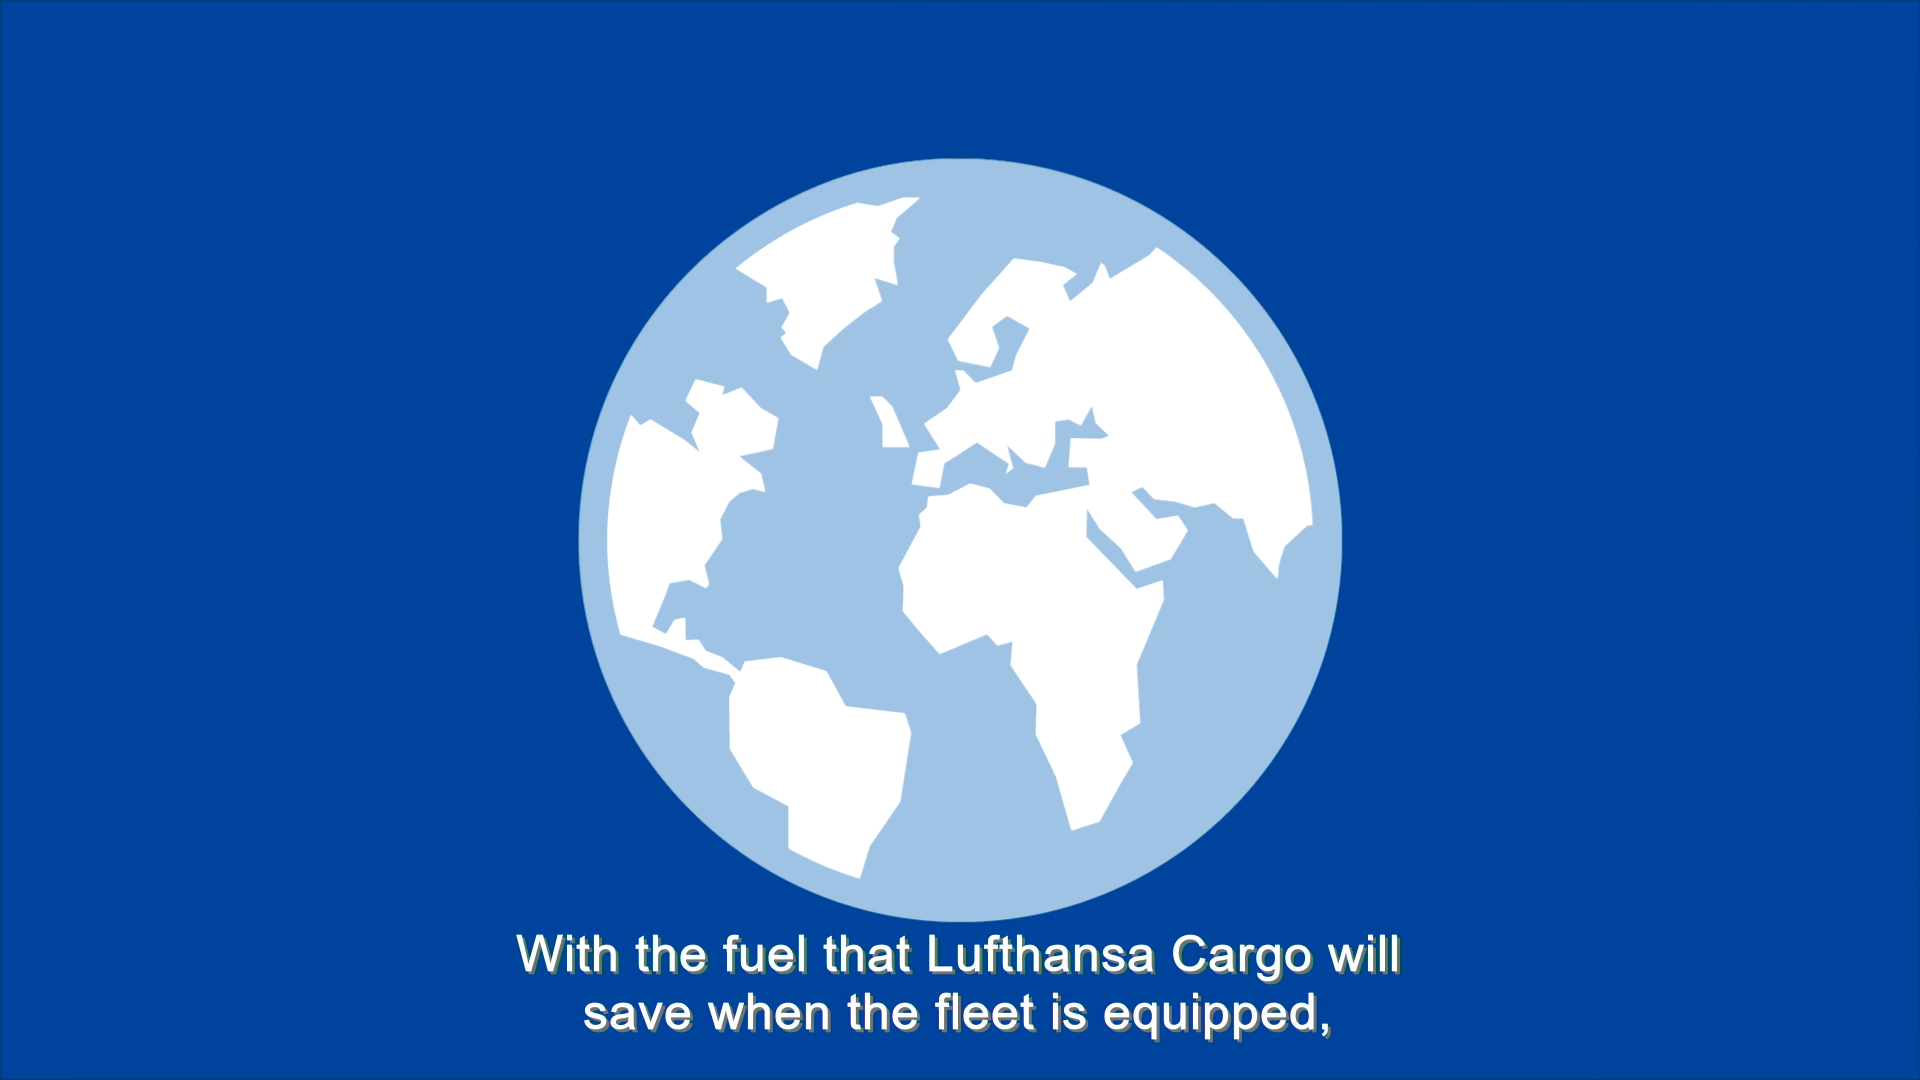 With the fuel that Lufthansa Cargo will
save when the fleet is equipped,